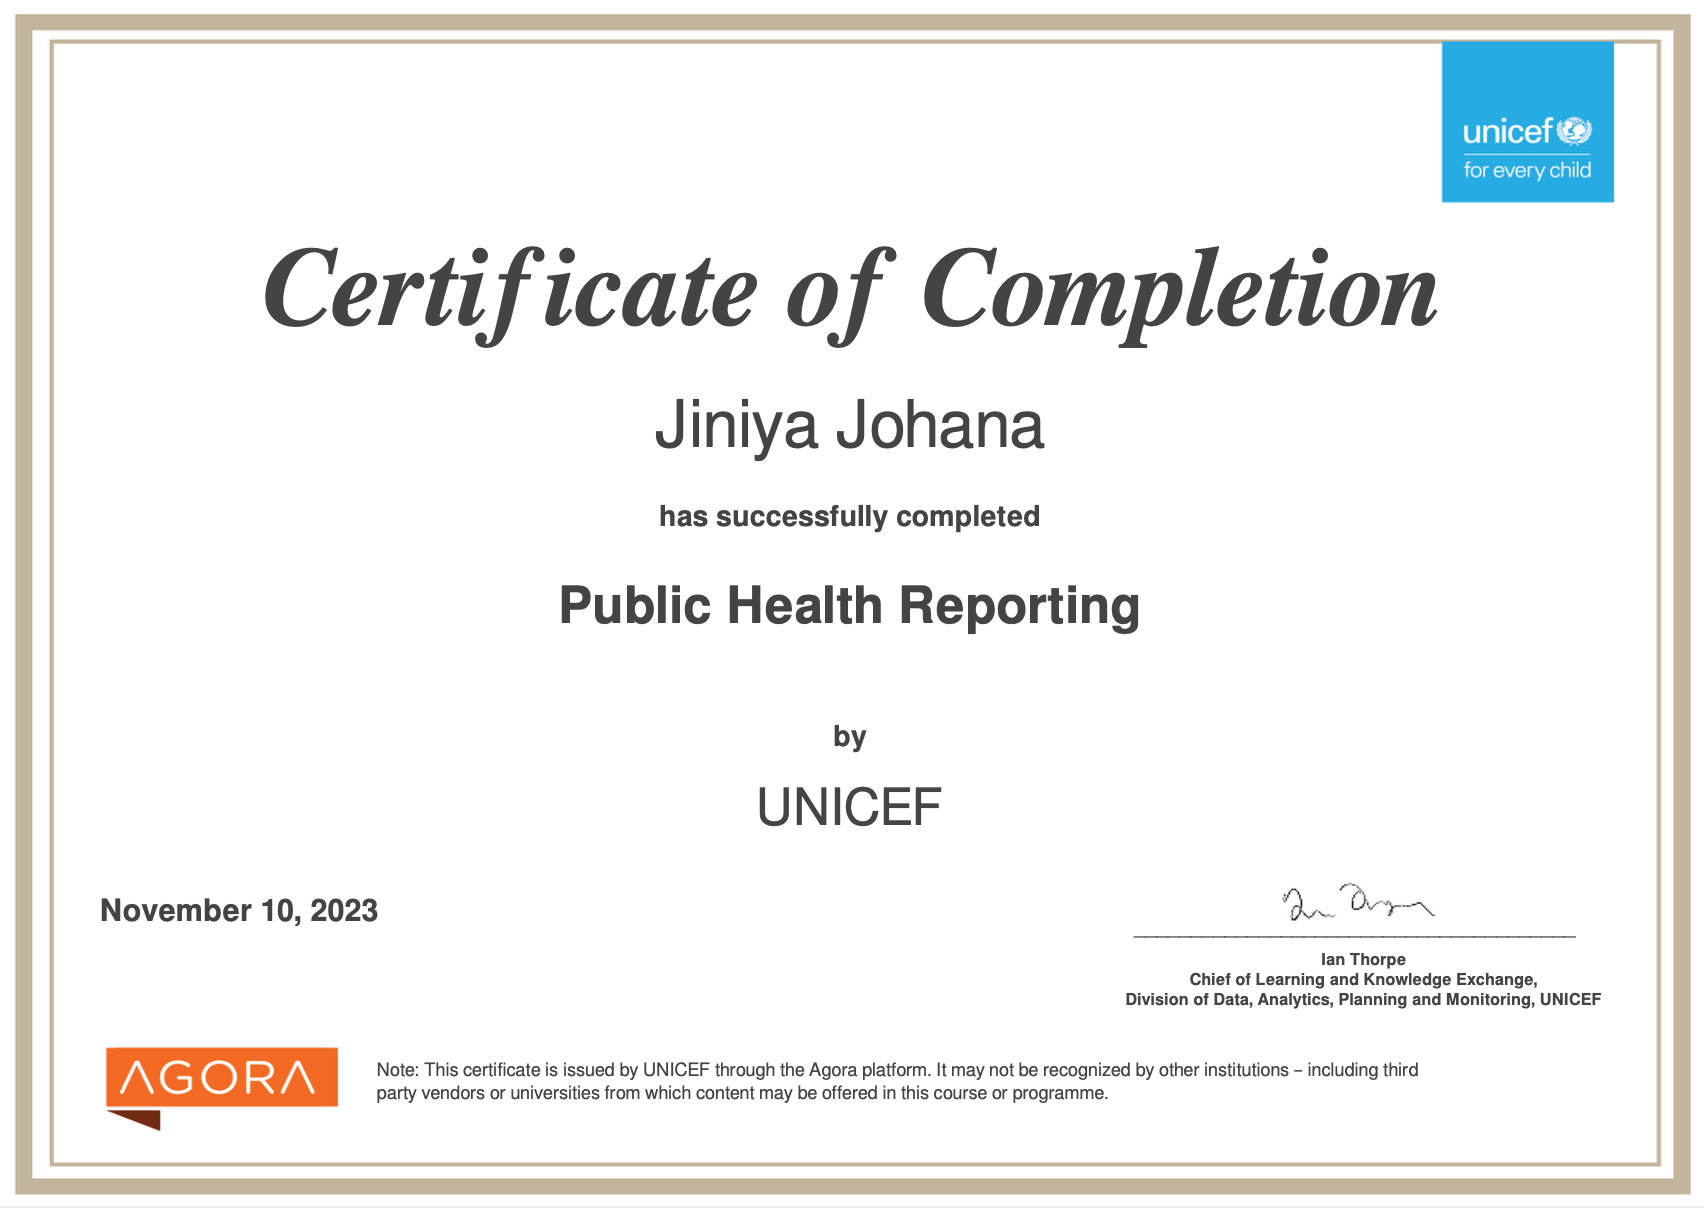 unicef
for every child
Certificate of Completion
Jiniya Johana
has successfully completed
Public Health Reporting
by
UNICEF
November 10, 2023
Ian Thorpe
Chief of Learning and Knowledge Exchange,
Division of Data, Analytics, Planning and Monitoring, UNICEF
AGORA
Note: This certificate is issued by UNICEF through the Agora platform. It may not be recognized by other institutions – including third
party vendors or universities from which content may be offered in this course or programme.